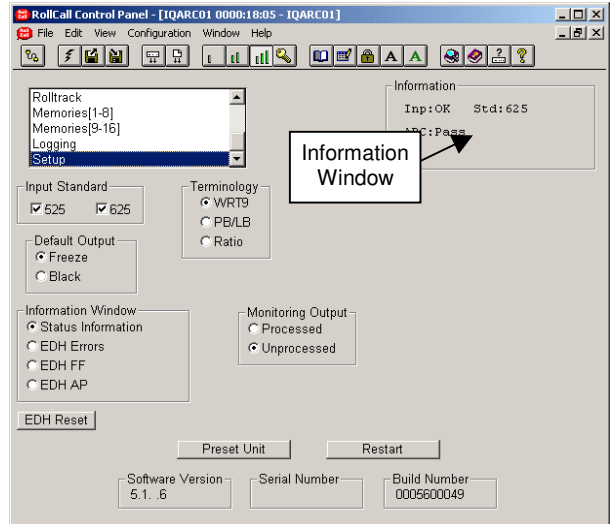 RollCall Control Panel - [IQARC01 0000:18:05 - IQARC01]
File Edit View Configuration Window Help
Rolltrack
Memories[1-8]
Memories[9-16]
Logging
Setup
Information
Inp:OK Std:625
ARC:Pass
Information
Window
Input Standard
525 625
Terminology
WRT9
PB/LB
Ratio
Default Output
Freeze
Black
Information Window
Status Information
EDH Errors
EDH FF
EDH AP
Monitoring Output
Processed
Unprocessed
EDH Reset
Preset Unit Restart
Software Version
5.1. .6
Serial Number
Build Number
0005600049